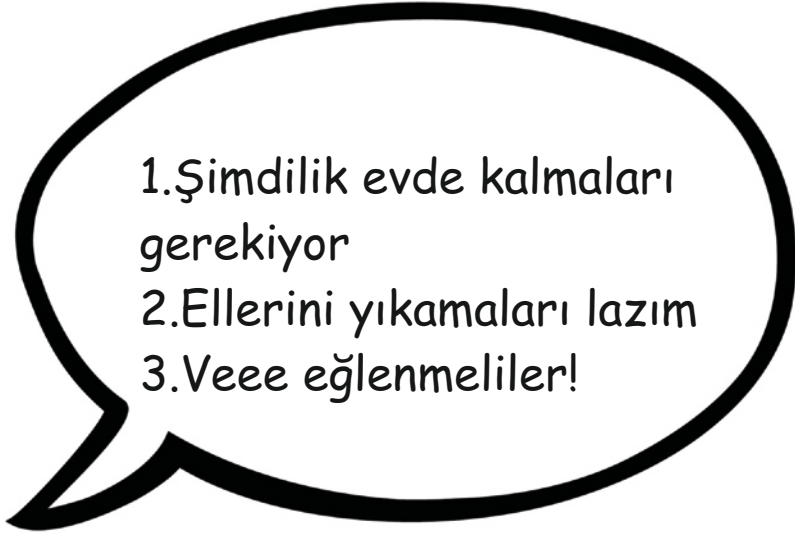 1.Şimdilik evde kalmaları
gerekiyor
2.Ellerini yıkamaları lazım
3.Veee eğlenmeliler!